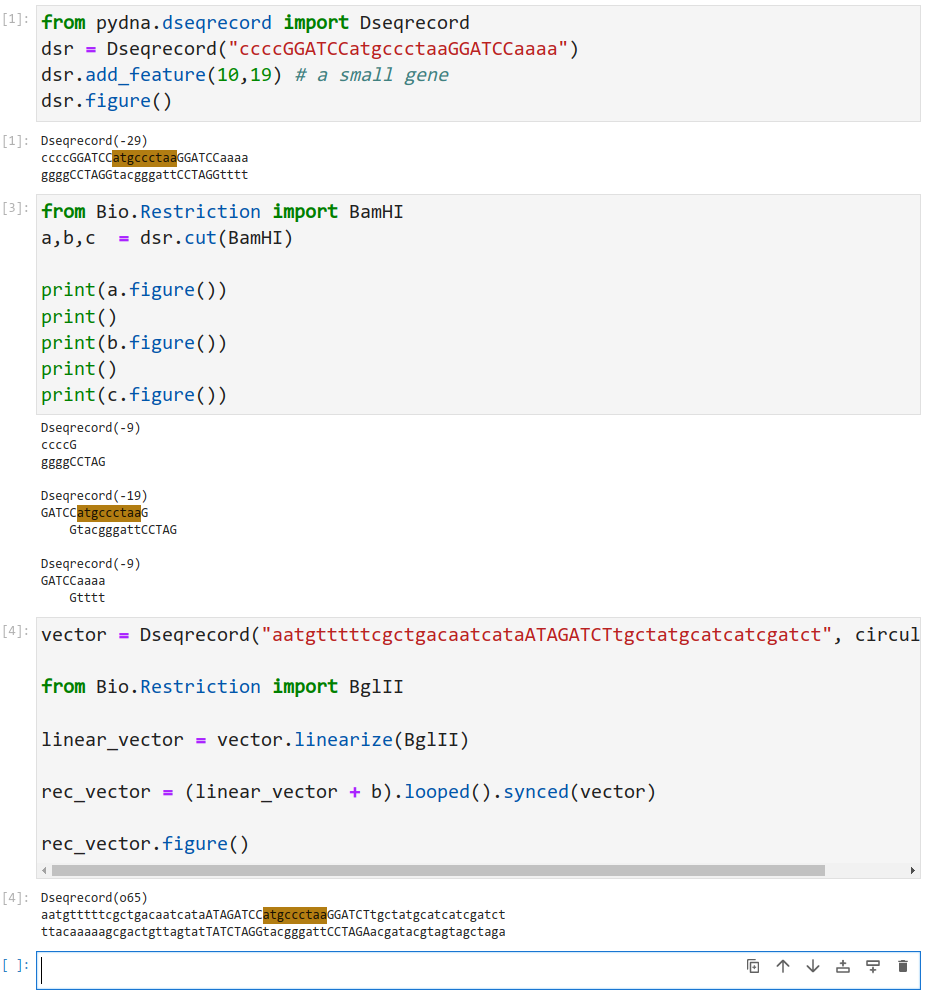 [1]: from pydna.dseqrecord import Dseqrecord
dsr = Dseqrecord("ccccGGATCCatgccctaaGGATCCaaaa")
dsr.add_feature(10,19) # a small gene
dsr.figure()
[1]: Dseqrecord(-29)
ccccGGATCCatgccctaaGGATCCaaaa
ggggCCTAGGtacgggattCCTAGGtttt
[3]: from Bio.Restriction import BamHI
a,b,c  = dsr.cut(BamHI)
print(a.figure())
print()
print(b.figure())
print()
print(c.figure())
Dseqrecord(-9)
ccccG
ggggCCTAG
Dseqrecord(-19)
GATCCatgccctaaG
    GtacgggattCCTAG
Dseqrecord(-9)
GATCCaaaa
    Gtttt
[4]: vector = Dseqrecord("aatgtttttcgctgacaatcataATAGATCTtgctatgcatcatcgatct", circul
from Bio.Restriction import BglII
linear_vector = vector.linearize(BglII)
rec_vector = (linear_vector + b).looped().synced(vector)
rec_vector.figure()
[4]: Dseqrecord(o65)
aatgtttttcgctgacaatcataATAGATCCatgccctaaGGATCTtgctatgcatcatcgatct
ttacaaaaagcgactgttagtatTATCTAGGtacgggattCCTAGAacgatacgtagtagctaga
[ ]: